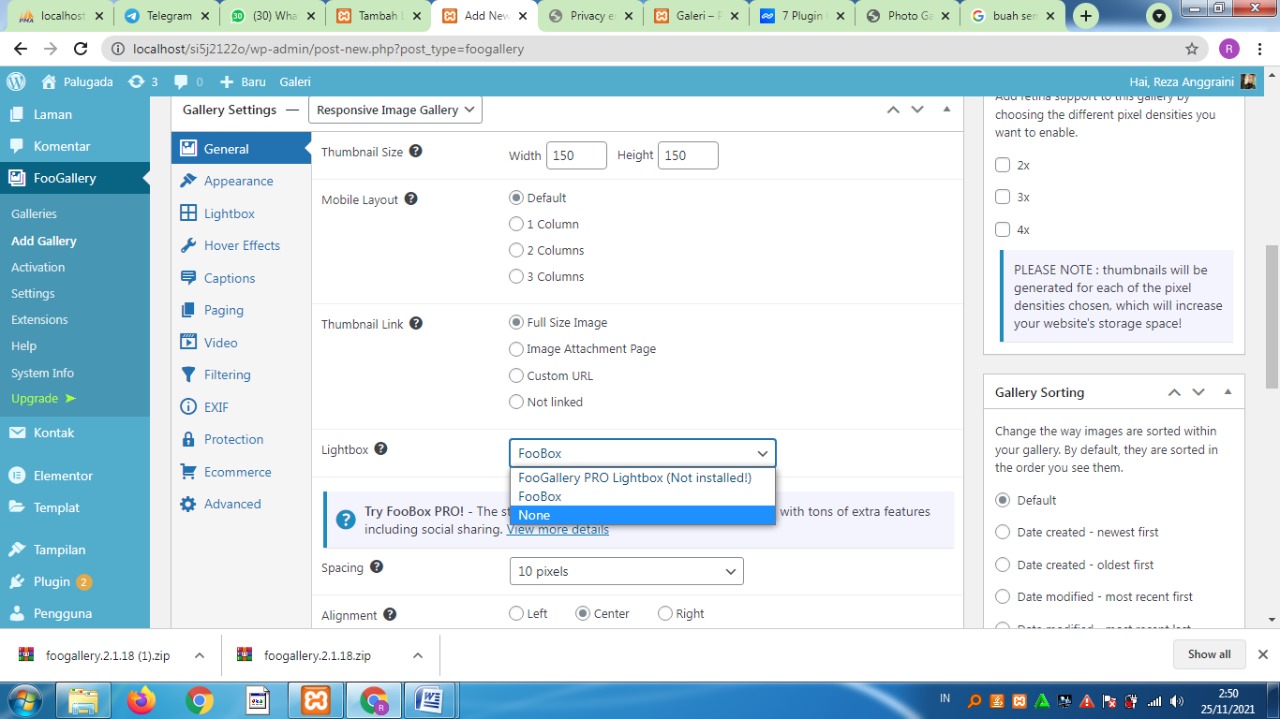 localhost
Telegram
(30) Wha
Tambah L
Add New
Privacy e
Galeri – P
7 Plugin
Photo Ga
buah ser
localhost/si5j2122o/wp-admin/post-new.php?post_type=foogallery
R
Palugada
3
0
Baru
Galeri
Hai, Reza Anggraini
Laman
Komentar
FooGallery
Galleries
Add Gallery
Activation
Settings
Extensions
Help
System Info
Upgrade ➤
Kontak
Elementor
Templat
Tampilan
Plugin 2
Pengguna
Gallery Settings — Responsive Image Gallery
General
Appearance
Lightbox
Hover Effects
Captions
Paging
Video
Filtering
EXIF
Protection
Ecommerce
Advanced
Thumbnail Size ? Width 150 Height 150
Mobile Layout ? Default
1 Column
2 Columns
3 Columns
Thumbnail Link ? Full Size Image
Image Attachment Page
Custom URL
Not linked
Lightbox ? FooBox
FooGallery PRO Lightbox (Not installed!)
FooBox
None
? Try FooBox PRO! - The st with tons of extra features
including social sharing. View more details
Spacing ? 10 pixels
Alignment ? Left Center Right
Add retina support to this gallery by
choosing the different pixel densities you
want to enable.
2x
3x
4x
PLEASE NOTE : thumbnails will be
generated for each of the pixel
densities chosen, which will increase
your website's storage space!
Gallery Sorting
Change the way images are sorted within
your gallery. By default, they are sorted in
the order you see them.
Default
Date created - newest first
Date created - oldest first
Date modified - most recent first
Date modified - most recent last
foogallery.2.1.18 (1).zip
foogallery.2.1.18.zip
Show all
IN
2:50
25/11/2021